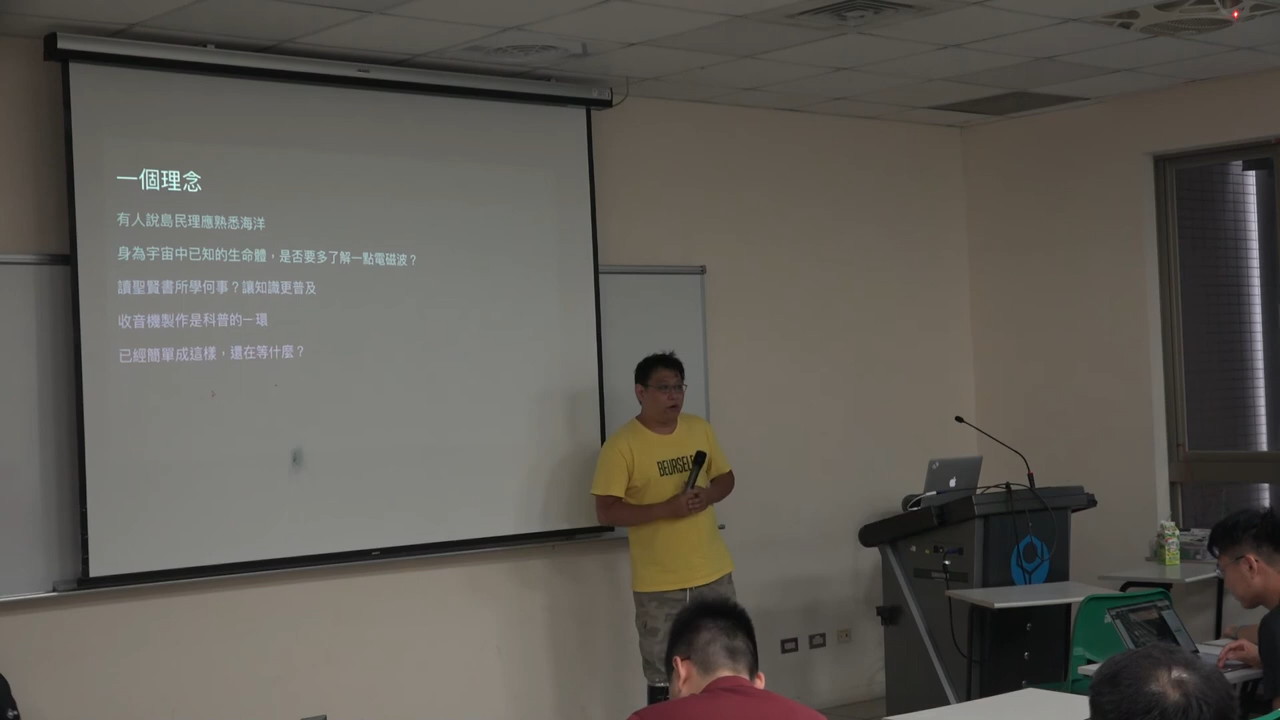 一個理念
有人說島民理應熟悉海洋
身為宇宙中已知的生命體，是否要多了解一點電磁波？
讀聖賢書所學何事？讓知識更普及
收音機製作是科普的一環
已經簡單成這樣，還在等什麼？
BEURSELF